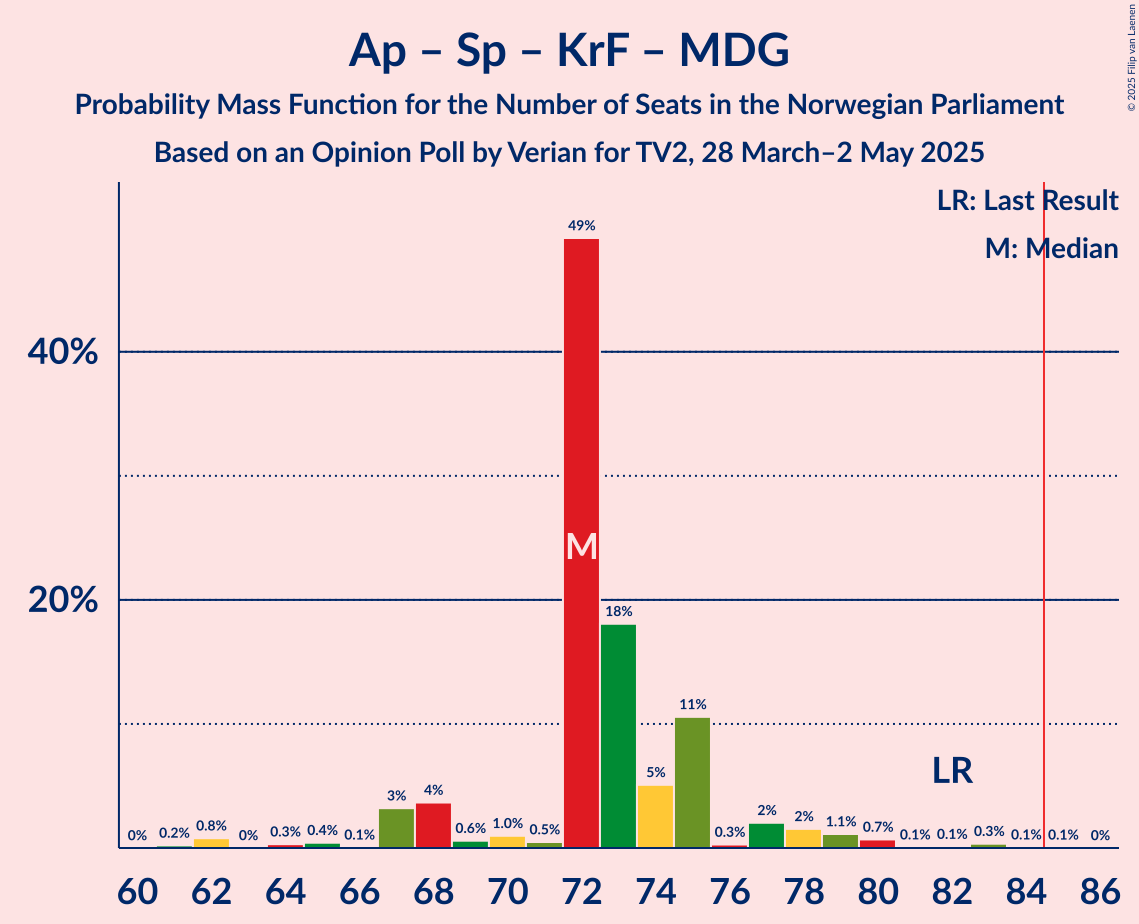 Ap – Sp – KrF – MDG
Probability Mass Function for the Number of Seats in the Norwegian Parliament
Based on an Opinion Poll by Verian for TV2, 28 March–2 May 2025
© 2025 Filip van Laenen
LR: Last Result
M: Median
40%
20%
0% 0.2% 0.8% 0% 0.3% 0.4% 0.1% 3% 4% 0.6% 1.0% 0.5% 49% 18% 5% 11% 0.3% 2% 2% 1.1% 0.7% 0.1% 0.1% 0.3% 0.1% 0.1% 0%
M
LR
60 62 64 66 68 70 72 74 76 78 80 82 84 86